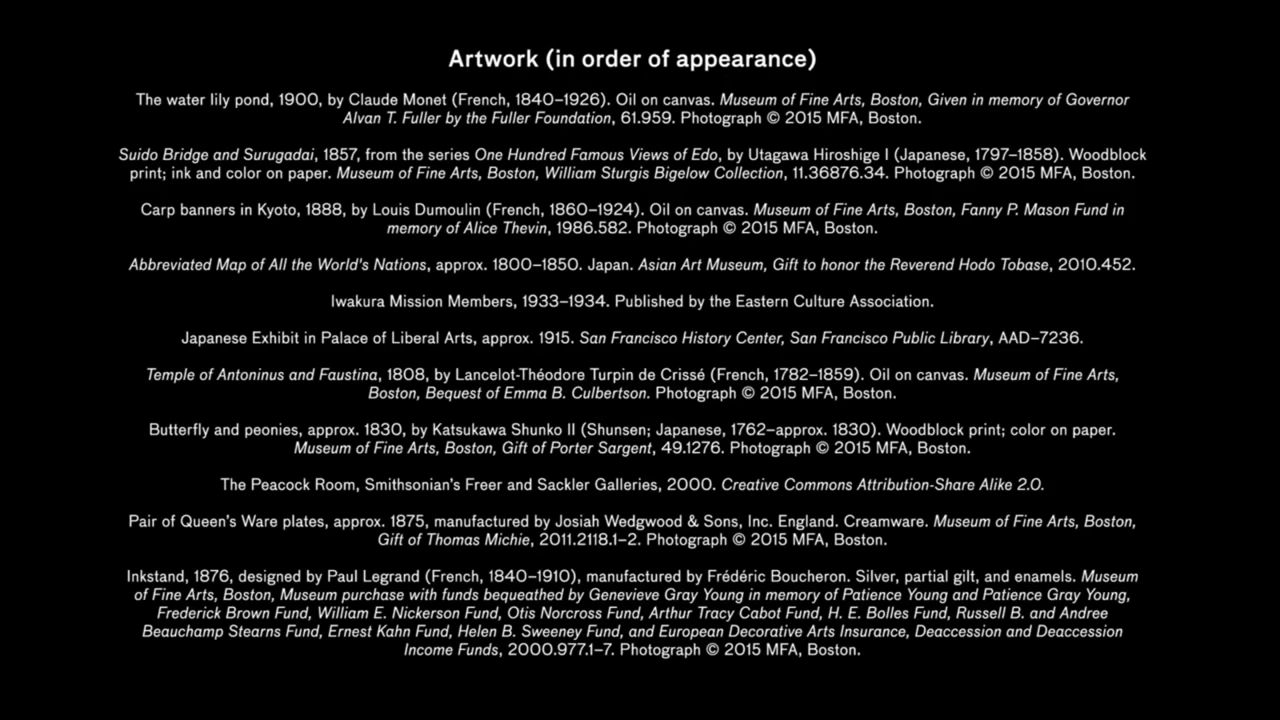 Artwork (in order of appearance)
The water lily pond, 1900, by Claude Monet (French, 1840–1926). Oil on canvas. Museum of Fine Arts, Boston, Given in memory of Governor
Alvan T. Fuller by the Fuller Foundation, 61.959. Photograph © 2015 MFA, Boston.
Suido Bridge and Surugadai, 1857, from the series One Hundred Famous Views of Edo, by Utagawa Hiroshige I (Japanese, 1797–1858). Woodblock
print; ink and color on paper. Museum of Fine Arts, Boston, William Sturgis Bigelow Collection, 11.36876.34. Photograph © 2015 MFA, Boston.
Carp banners in Kyoto, 1888, by Louis Dumoulin (French, 1860–1924). Oil on canvas. Museum of Fine Arts, Boston, Fanny P. Mason Fund in
memory of Alice Thevin, 1986.582. Photograph © 2015 MFA, Boston.
Abbreviated Map of All the World's Nations, approx. 1800–1850. Japan. Asian Art Museum, Gift to honor the Reverend Hodo Tobase, 2010.452.
Iwakura Mission Members, 1933–1934. Published by the Eastern Culture Association.
Japanese Exhibit in Palace of Liberal Arts, approx. 1915. San Francisco History Center, San Francisco Public Library, AAD–7236.
Temple of Antoninus and Faustina, 1808, by Lancelot-Théodore Turpin de Crissé (French, 1782–1859). Oil on canvas. Museum of Fine Arts,
Boston, Bequest of Emma B. Culbertson. Photograph © 2015 MFA, Boston.
Butterfly and peonies, approx. 1830, by Katsukawa Shunko II (Shunsen; Japanese, 1762–approx. 1830). Woodblock print; color on paper.
Museum of Fine Arts, Boston, Gift of Porter Sargent, 49.1276. Photograph © 2015 MFA, Boston.
The Peacock Room, Smithsonian's Freer and Sackler Galleries, 2000. Creative Commons Attribution-Share Alike 2.0.
Pair of Queen's Ware plates, approx. 1875, manufactured by Josiah Wedgwood & Sons, Inc. England. Creamware. Museum of Fine Arts, Boston,
Gift of Thomas Michie, 2011.2118.1–2. Photograph © 2015 MFA, Boston.
Inkstand, 1876, designed by Paul Legrand (French, 1840–1910), manufactured by Frédéric Boucheron. Silver, partial gilt, and enamels. Museum
of Fine Arts, Boston, Museum purchase with funds bequeathed by Genevieve Gray Young in memory of Patience Young and Patience Gray Young,
Frederick Brown Fund, William E. Nickerson Fund, Otis Norcross Fund, Arthur Tracy Cabot Fund, H. E. Bolles Fund, Russell B. and Andree
Beauchamp Stearns Fund, Ernest Kahn Fund, Helen B. Sweeney Fund, and European Decorative Arts Insurance, Deaccession and Deaccession
Income Funds, 2000.977.1–7. Photograph © 2015 MFA, Boston.